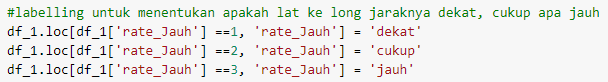 #labelling untuk menentukan apakah lat ke long jaraknya dekat, cukup apa jauh
df_1.loc[df_1['rate_Jauh'] ==1, 'rate_Jauh'] = 'dekat'
df_1.loc[df_1['rate_Jauh'] ==2, 'rate_Jauh'] = 'cukup'
df_1.loc[df_1['rate_Jauh'] ==3, 'rate_Jauh'] = 'jauh'